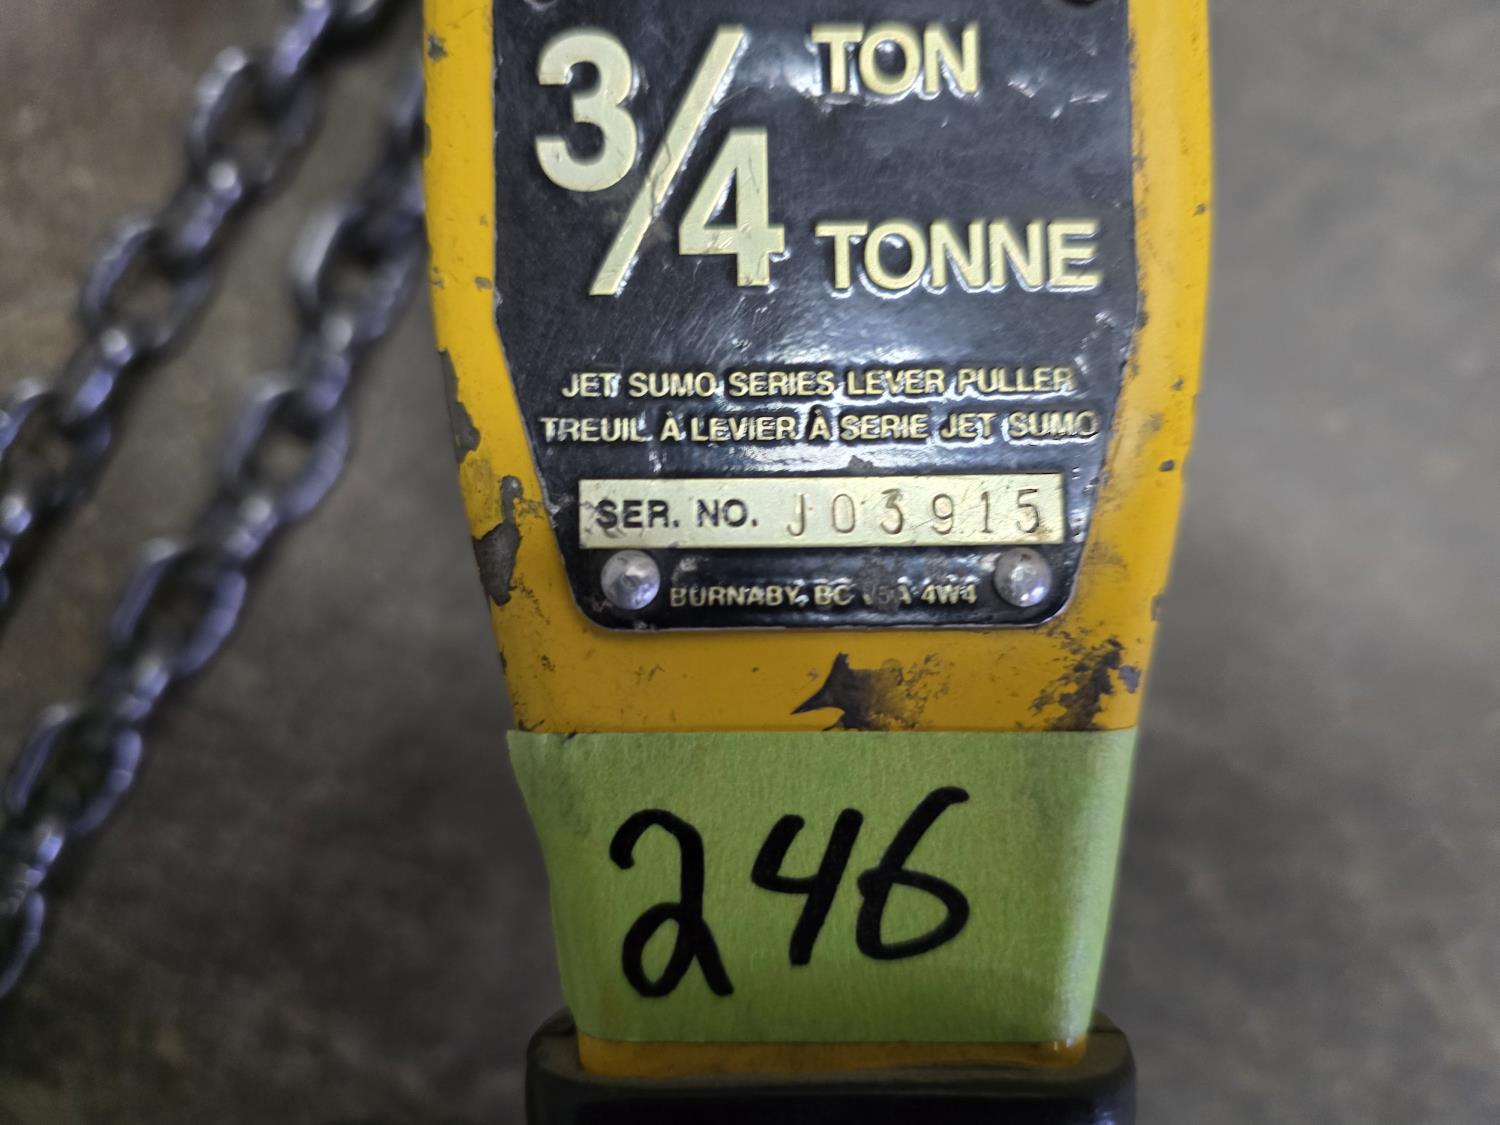 3/4 TON
TONNE
JET SUMO SERIES LEVER PULLER
TREUIL À LEVIER À SERIE JET SUMO
SER. NO. J03915
BURNABY, BC 4W4
246